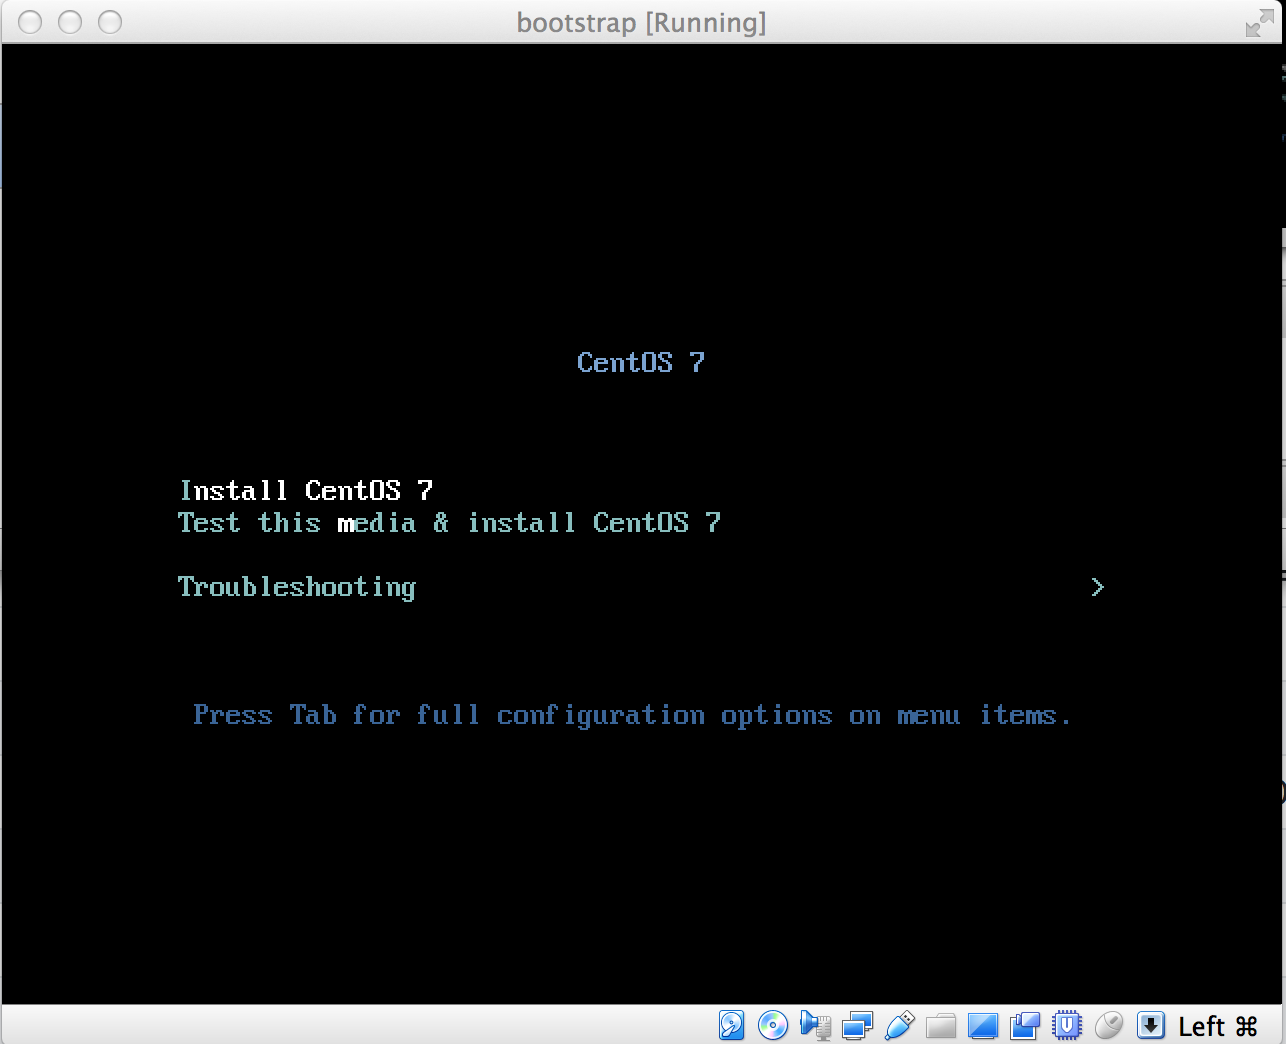 bootstrap [Running]
CentOS 7
Install CentOS 7
Test this media & install CentOS 7
Troubleshooting >
Press Tab for full configuration options on menu items.
Left ⌘